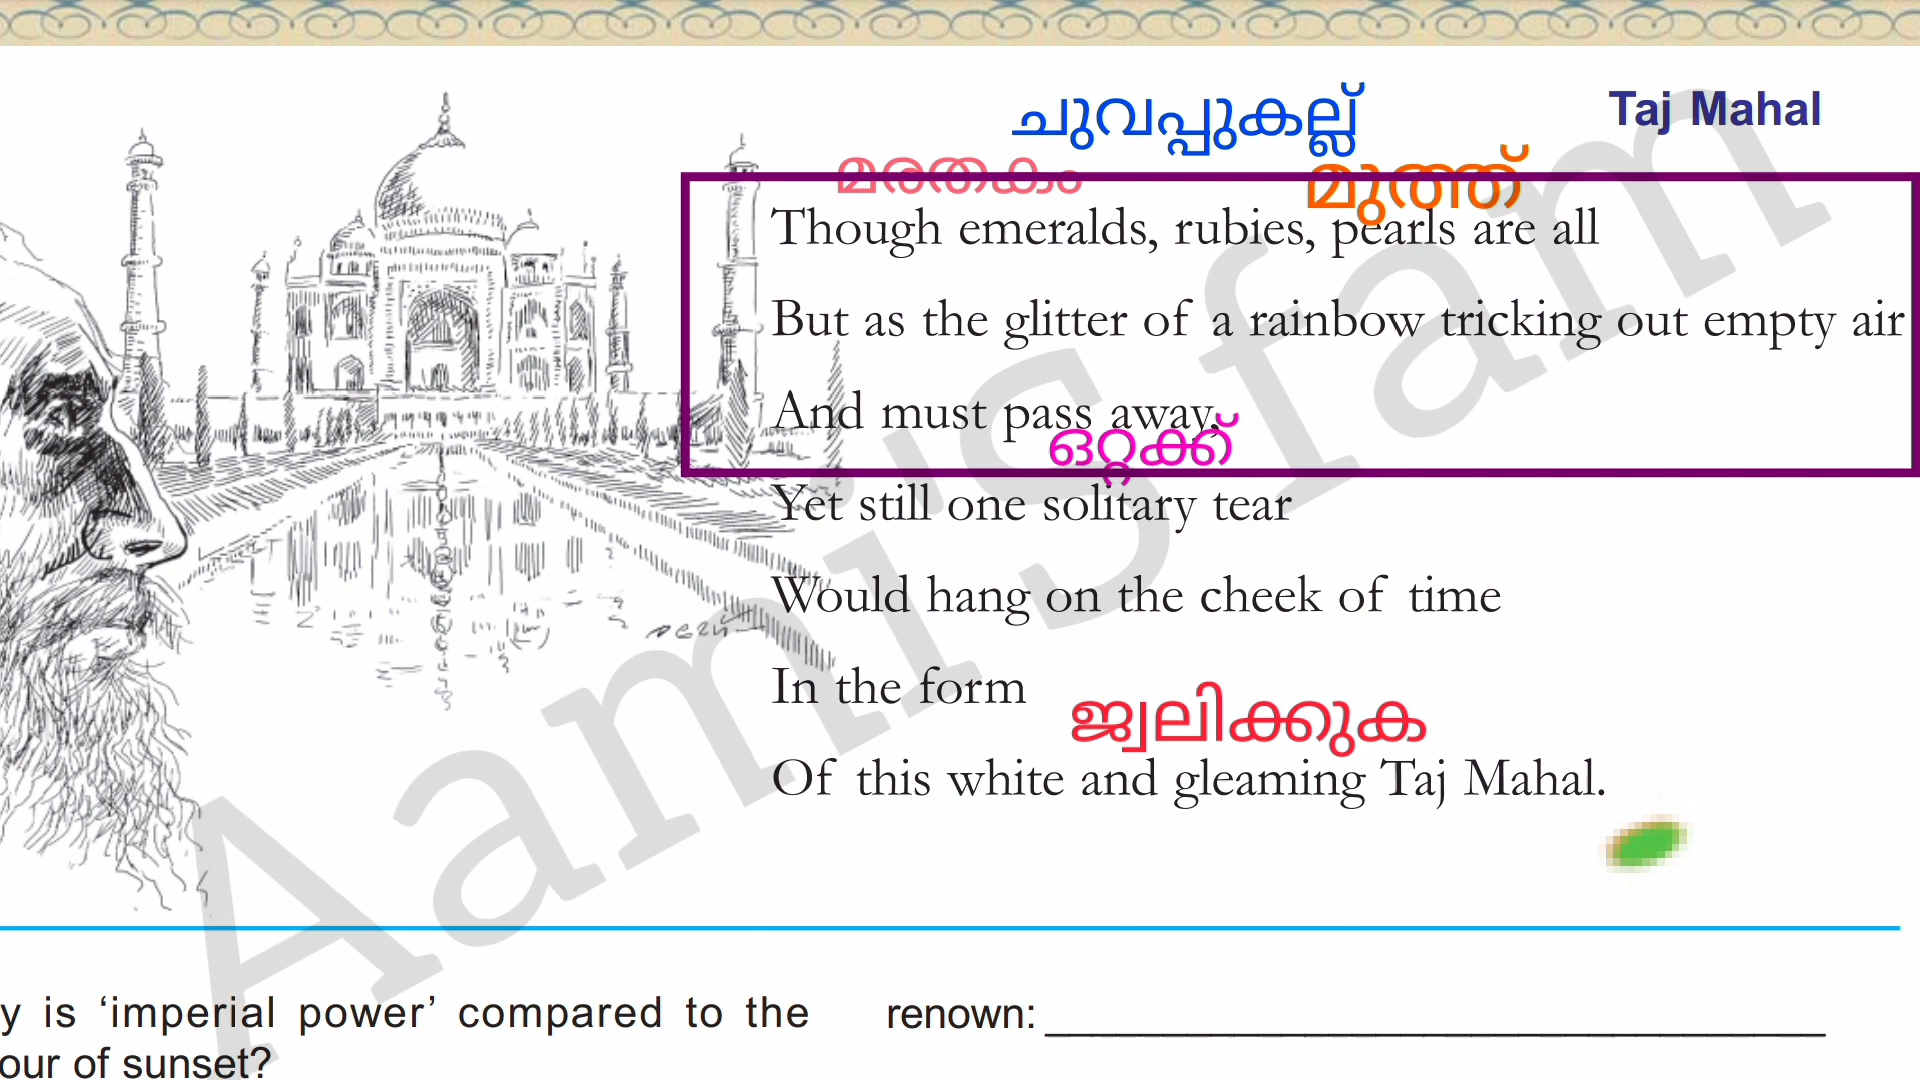 Taj Mahal
ചുവപ്പുകല്ല്
മരതകം
മുത്ത്
Though emeralds, rubies, pearls are all
But as the glitter of a rainbow tricking out empty air
And must pass away,
ഒറ്റക്ക്
Yet still one solitary tear
Would hang on the cheek of time
In the form
ജ്വലിക്കുക
Of this white and gleaming Taj Mahal.
Aami'S fam
y is ‘imperial power’ compared to the
our of sunset?
renown: